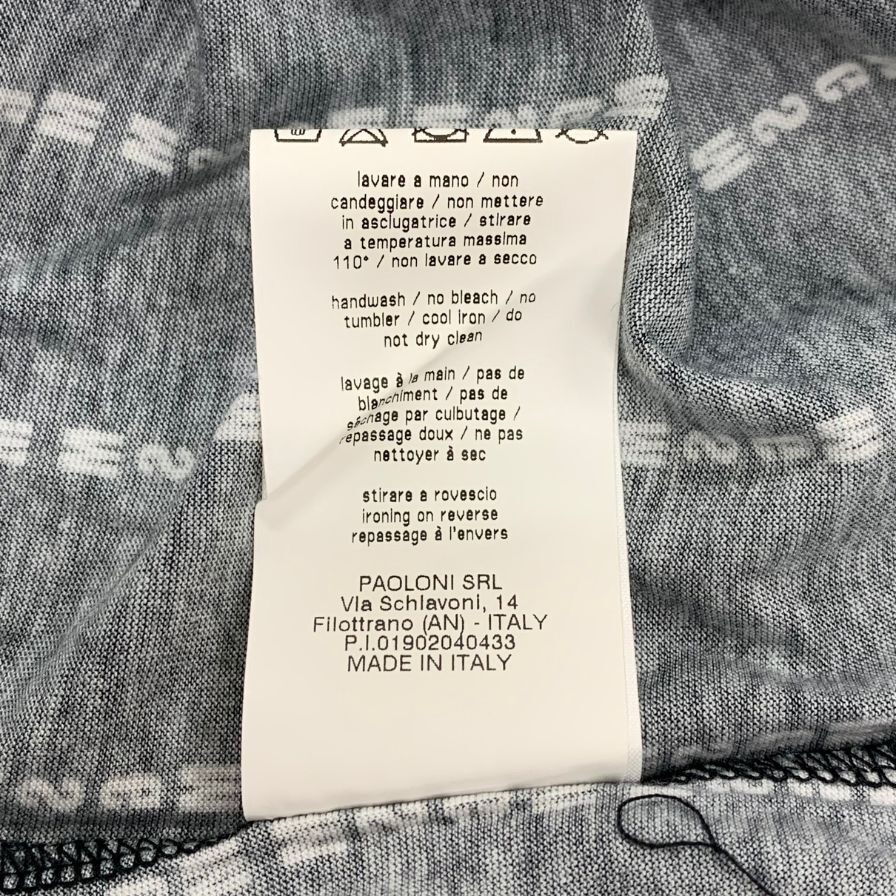 lavare a mano / non
candeggiare / non mettere
in asciugatrice / stirare
a temperatura massima
110° / non lavare a secco
handwash / no bleach / no
tumbler / cool iron / do
not dry clean
lavage à la main / pas de
blanchiment / pas de
séchage par culbutage /
repassage doux / ne pas
nettoyer à sec
stirare a rovescio
ironing on reverse
repassage à l'envers
PAOLONI SRL
Via Schiavoni, 14
Filottrano (AN) - ITALY
P.I.01902040433
MADE IN ITALY